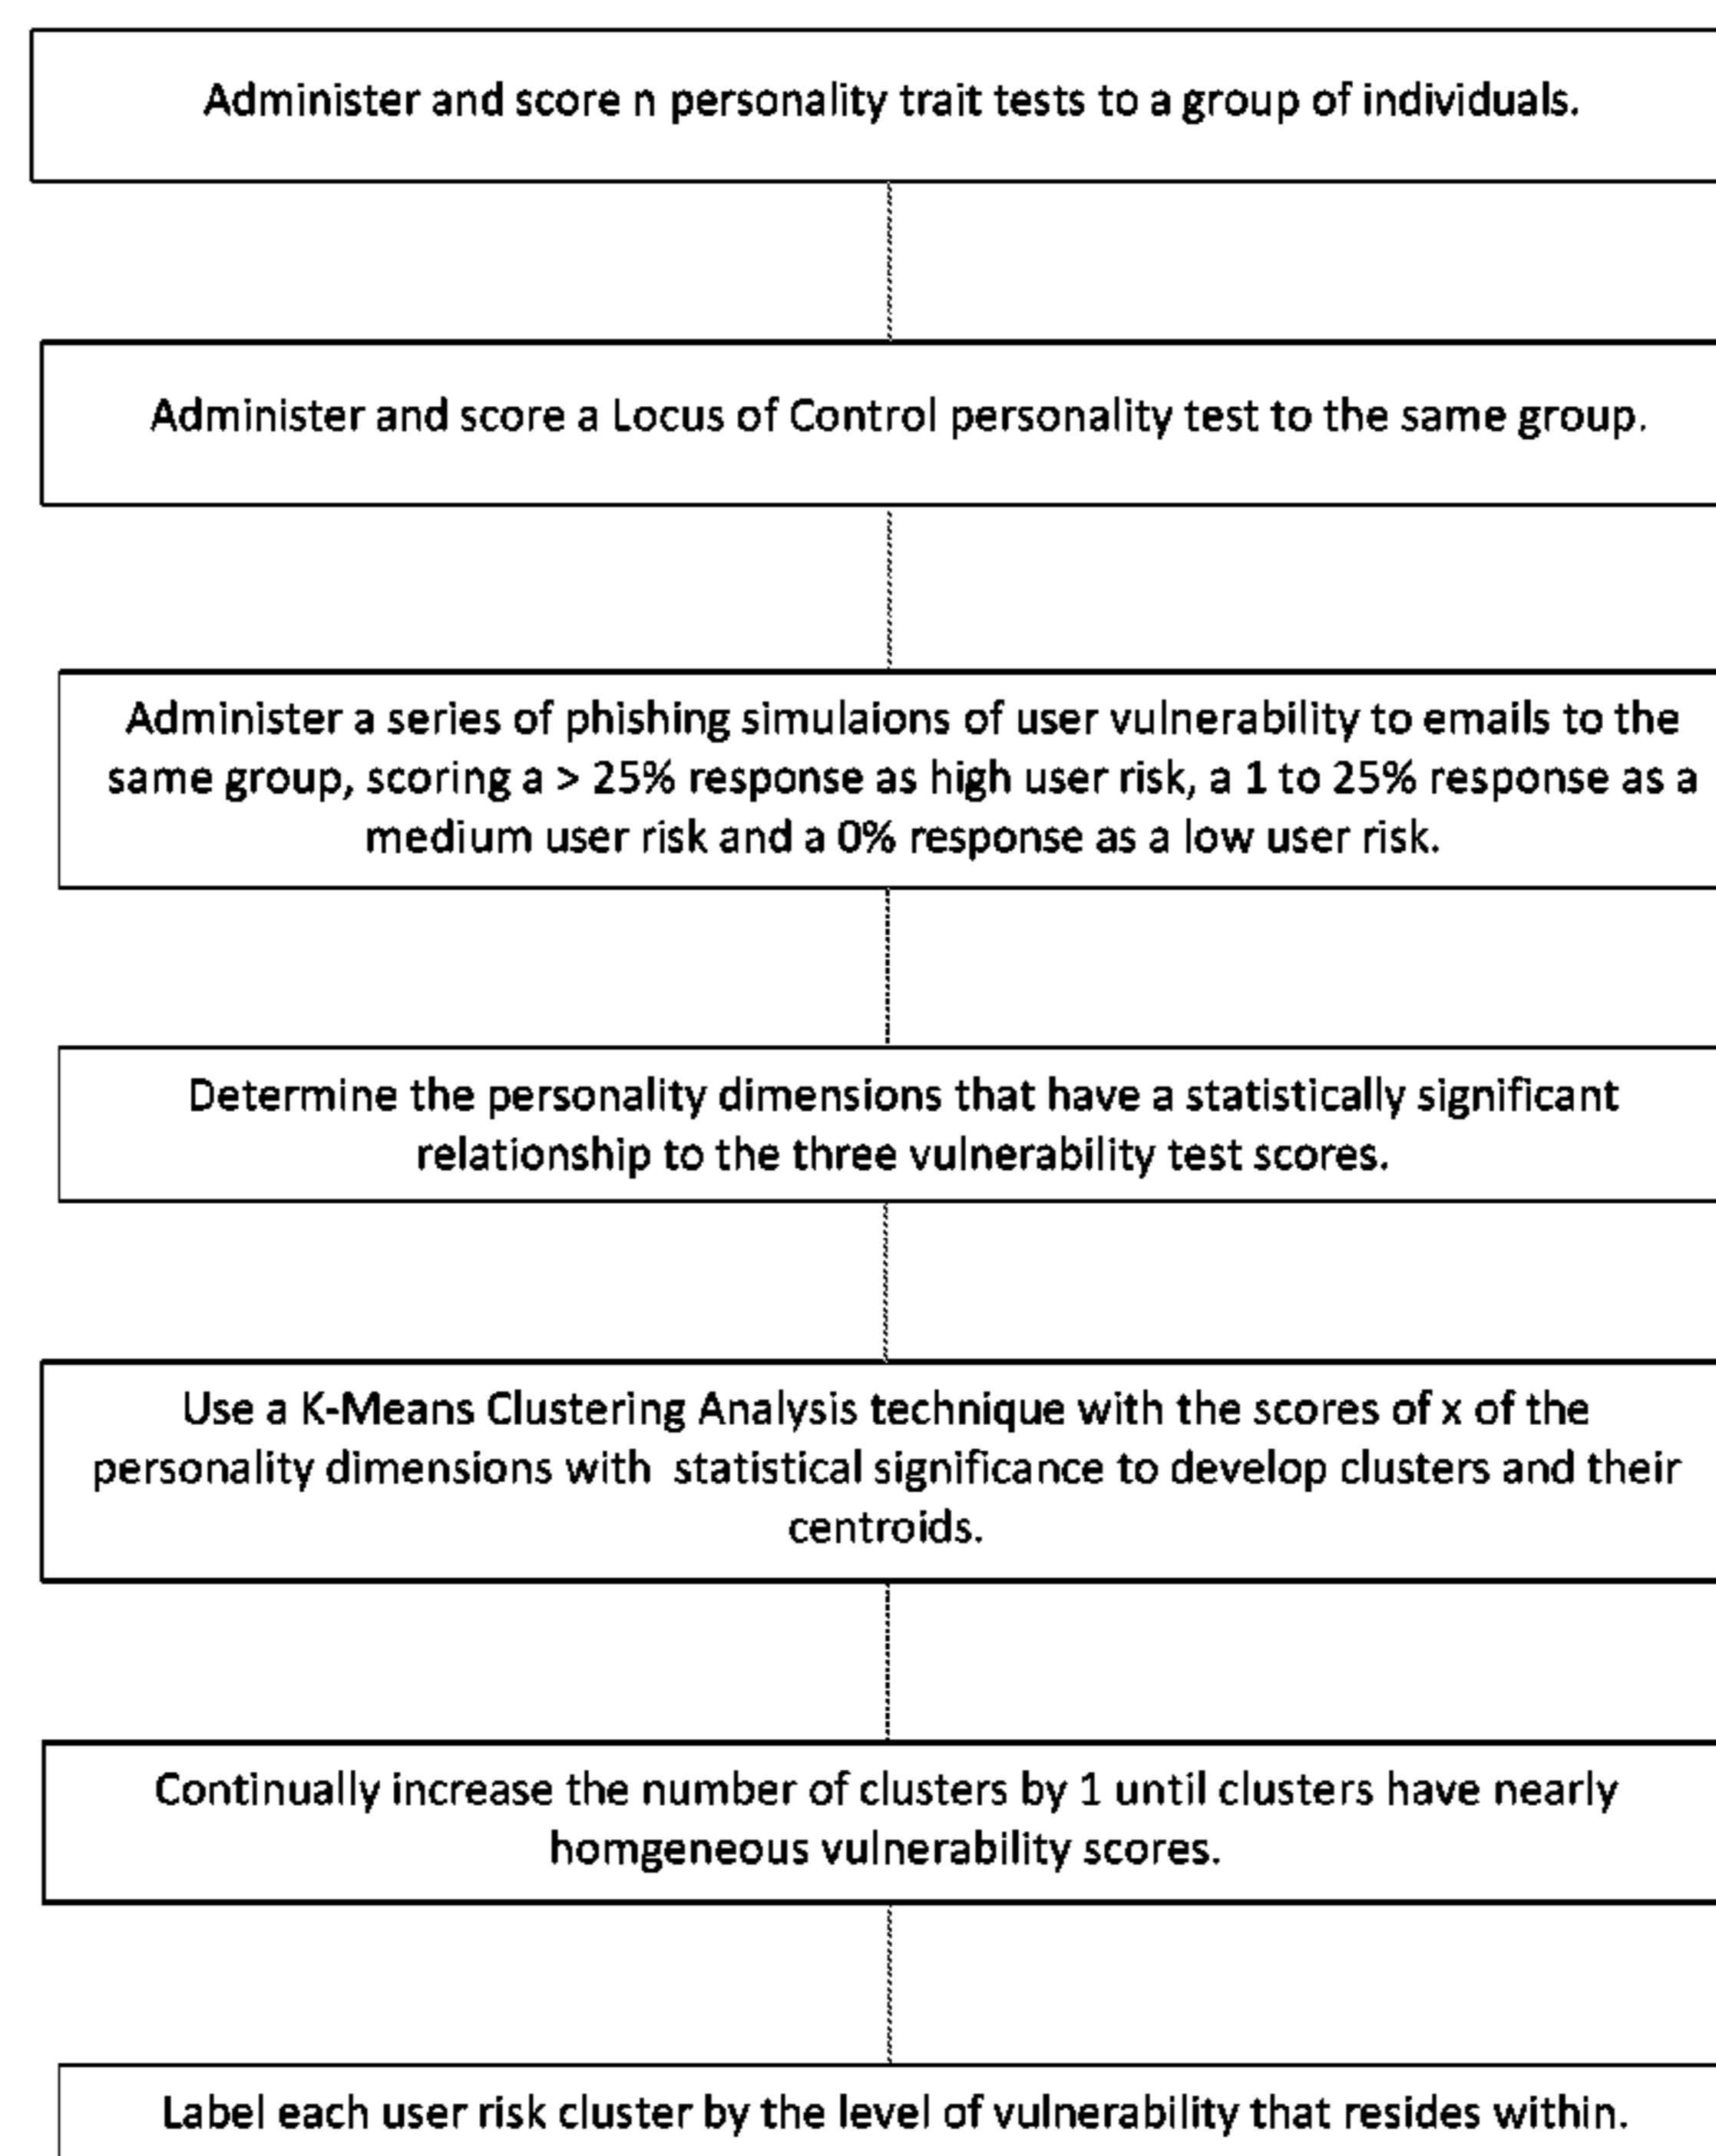 Administer and score n personality trait tests to a group of individuals.
Administer and score a Locus of Control personality test to the same group.
Administer a series of phishing simulaions of user vulnerability to emails to the
same group, scoring a > 25% response as high user risk, a 1 to 25% response as a
medium user risk and a 0% response as a low user risk.
Determine the personality dimensions that have a statistically significant
relationship to the three vulnerability test scores.
Use a K-Means Clustering Analysis technique with the scores of x of the
personality dimensions with statistical significance to develop clusters and their
centroids.
Continually increase the number of clusters by 1 until clusters have nearly
homgeneous vulnerability scores.
Label each user risk cluster by the level of vulnerability that resides within.